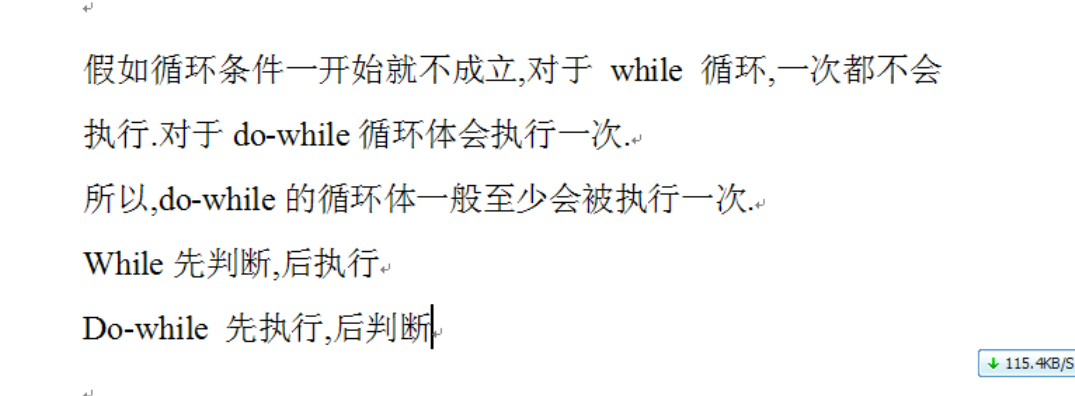 假如循环条件一开始就不成立,对于 while 循环,一次都不会
执行.对于 do-while 循环体会执行一次.
所以,do-while 的循环体一般至少会被执行一次.
While 先判断,后执行
Do-while 先执行,后判断
115.4KB/S